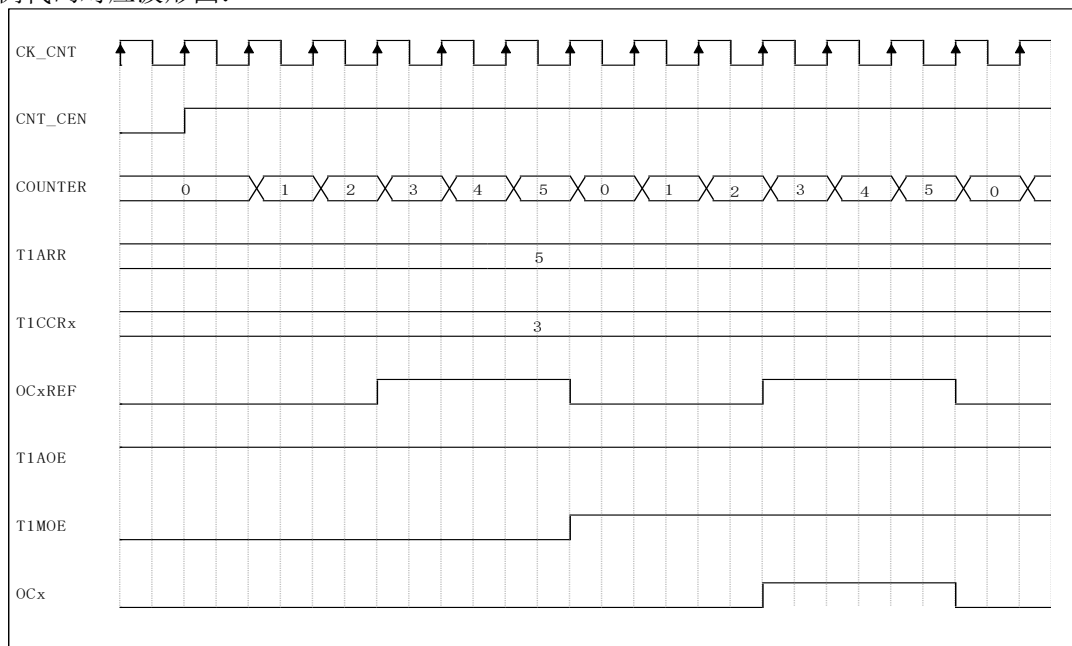 CK_CNT
CNT_CEN
COUNTER 0 1 2 3 4 5 0 1 2 3 4 5 0
T1ARR 5
T1CCRx 3
OCxREF
T1AOE
T1MOE
OCx